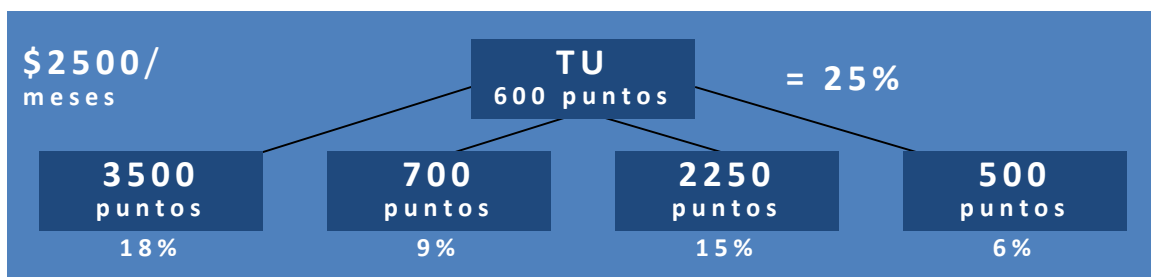 $2500/
meses
TU
600 puntos
= 25%
3500
puntos
18%
700
puntos
9%
2250
puntos
15%
500
puntos
6%